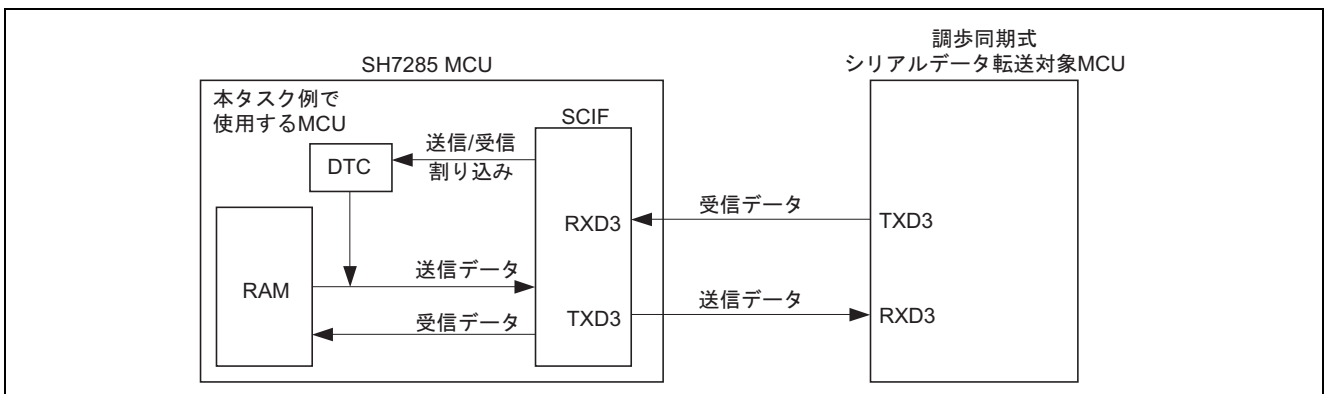 調歩同期式
シリアルデータ転送対象MCU
SH7285 MCU
本タスク例で
使用するMCU
SCIF
送信/受信
割り込み
DTC
受信データ
RXD3
TXD3
送信データ
RAM
送信データ
受信データ
TXD3
RXD3